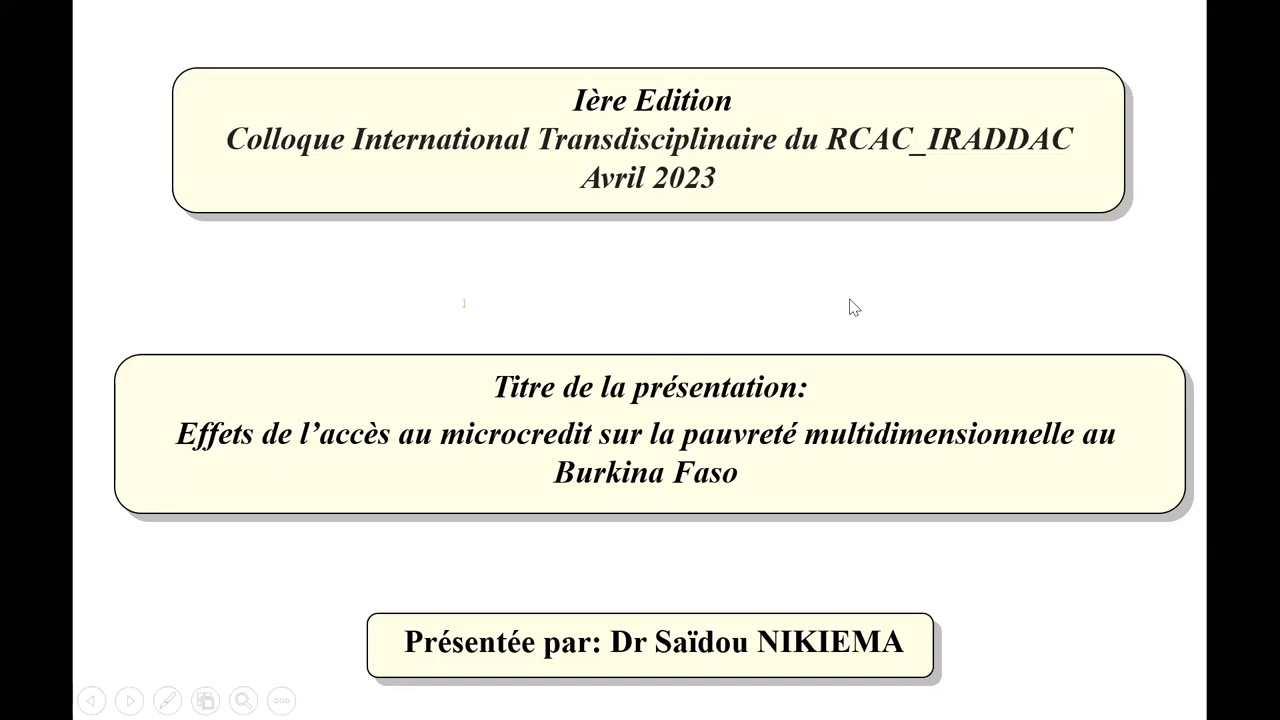 Ière Edition
Colloque International Transdisciplinaire du RCAC_IRADDAC
Avril 2023
1
Titre de la présentation:
Effets de l’accès au microcredit sur la pauvreté multidimensionnelle au
Burkina Faso
Présentée par: Dr Saïdou NIKIEMA